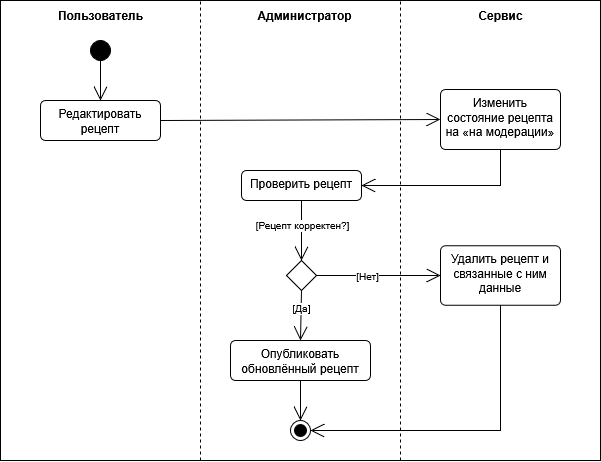 Пользователь
Администратор
Сервис
Редактировать
рецепт
Изменить
состояние рецепта
на «на модерации»
Проверить рецепт
[Рецепт корректен?]
[Нет]
Удалить рецепт и
связанные с ним
данные
[Да]
Опубликовать
обновлённый рецепт